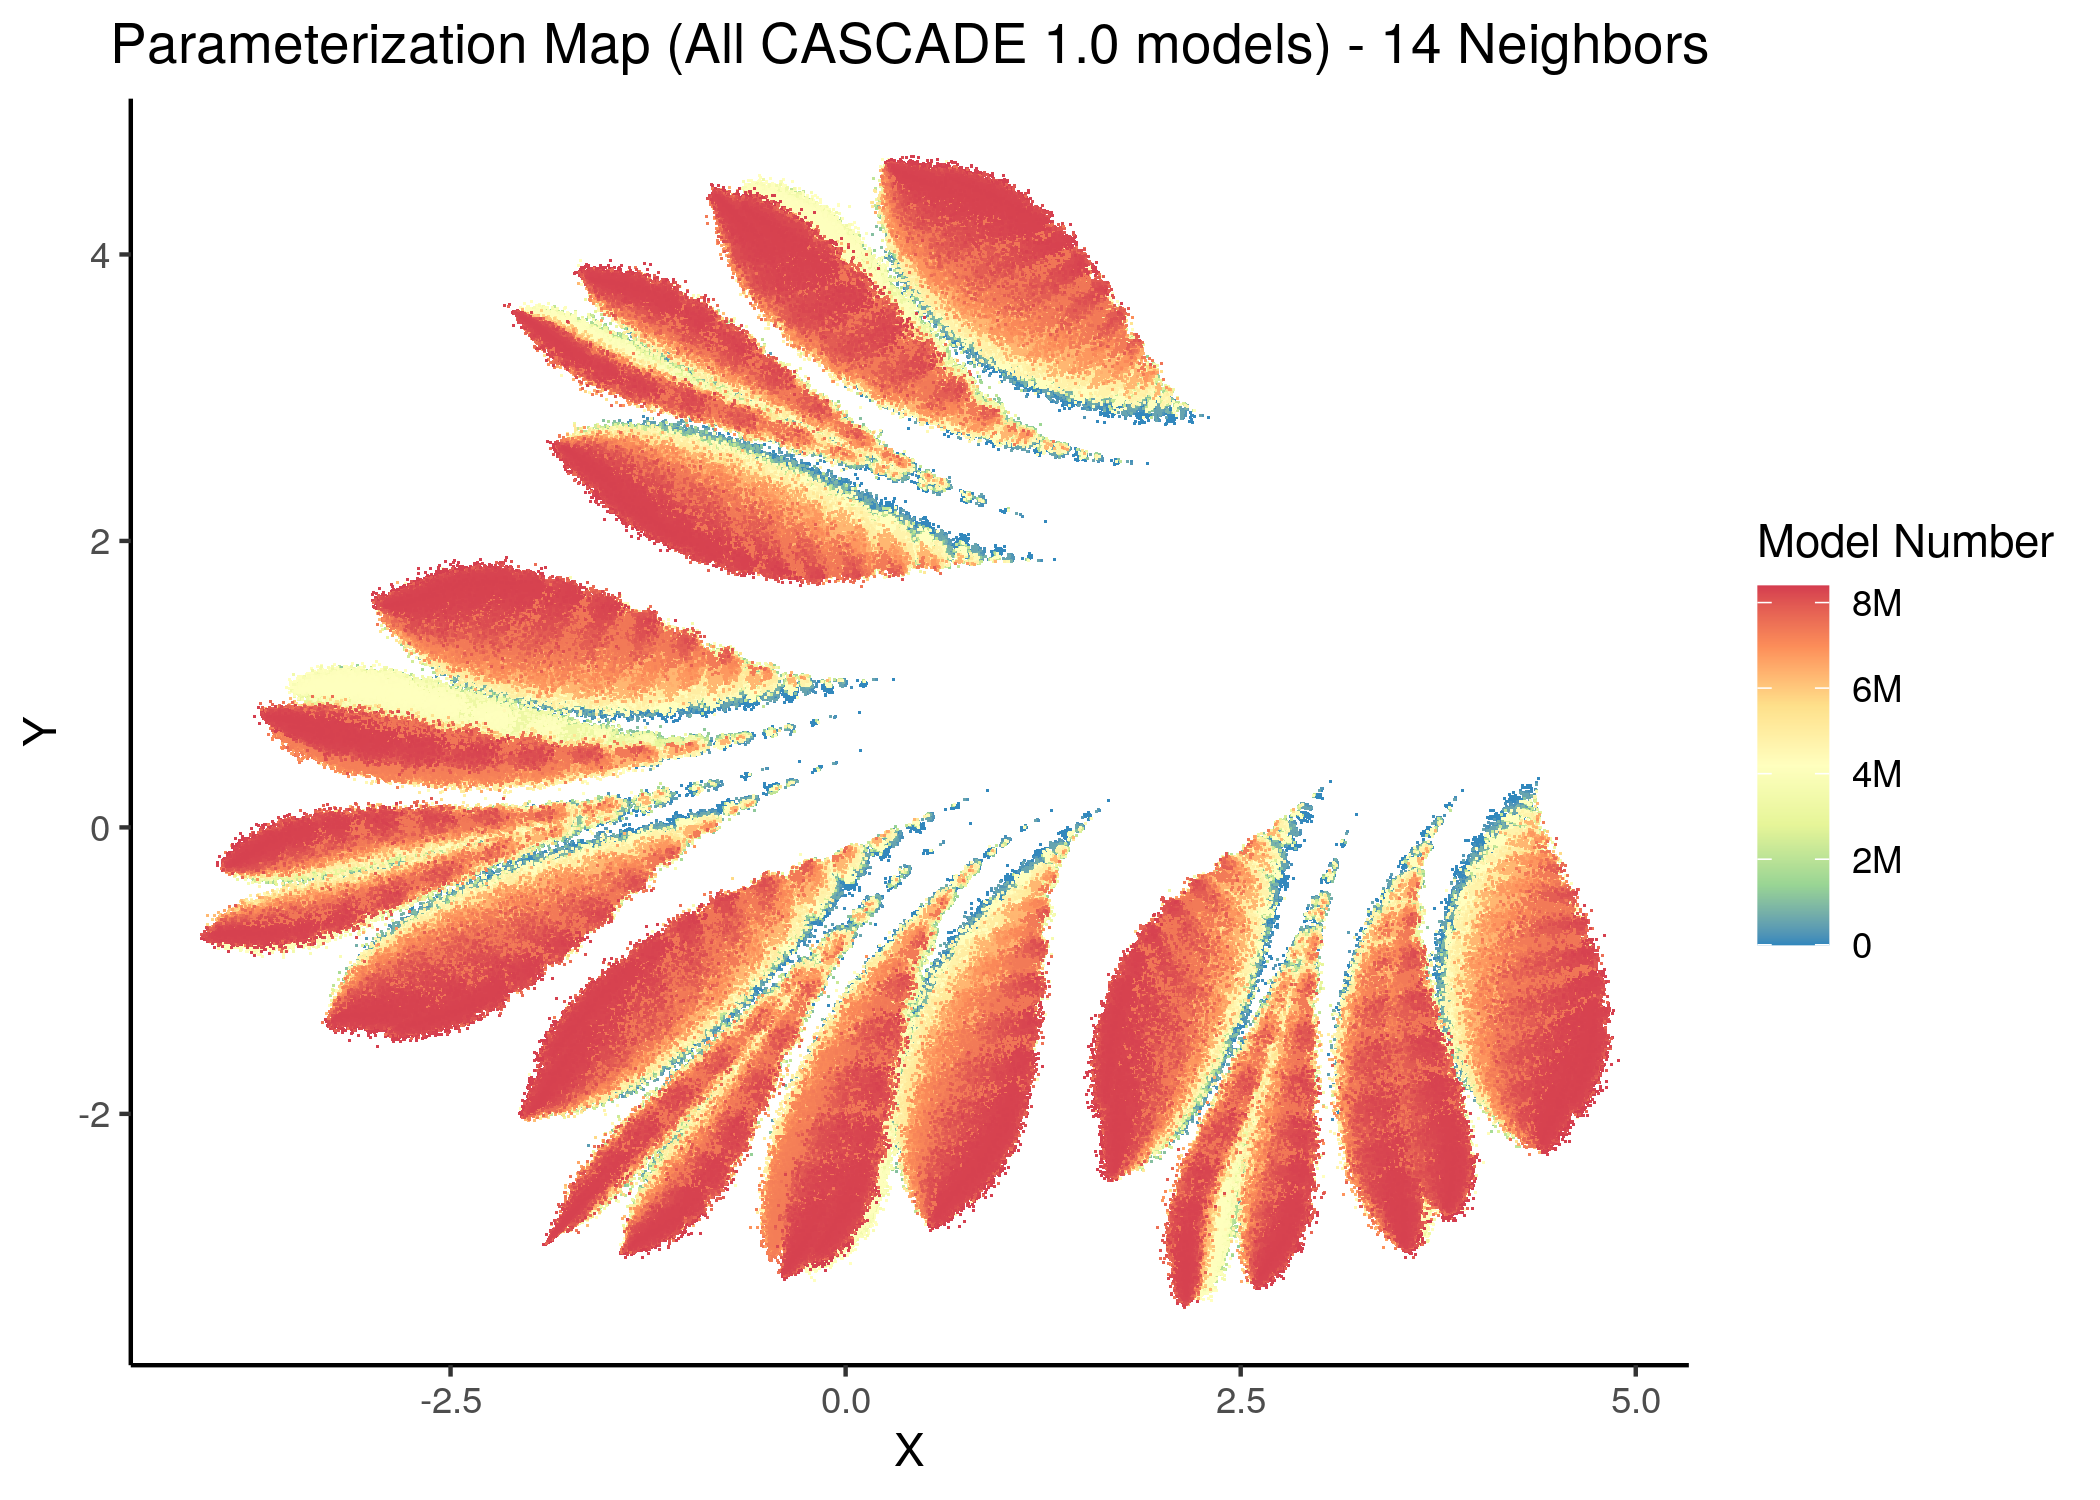 Parameterization Map (All CASCADE 1.0 models) - 14 Neighbors
Y
4
2
0
-2
-2.5 0.0 2.5 5.0
X
Model Number
8M
6M
4M
2M
0